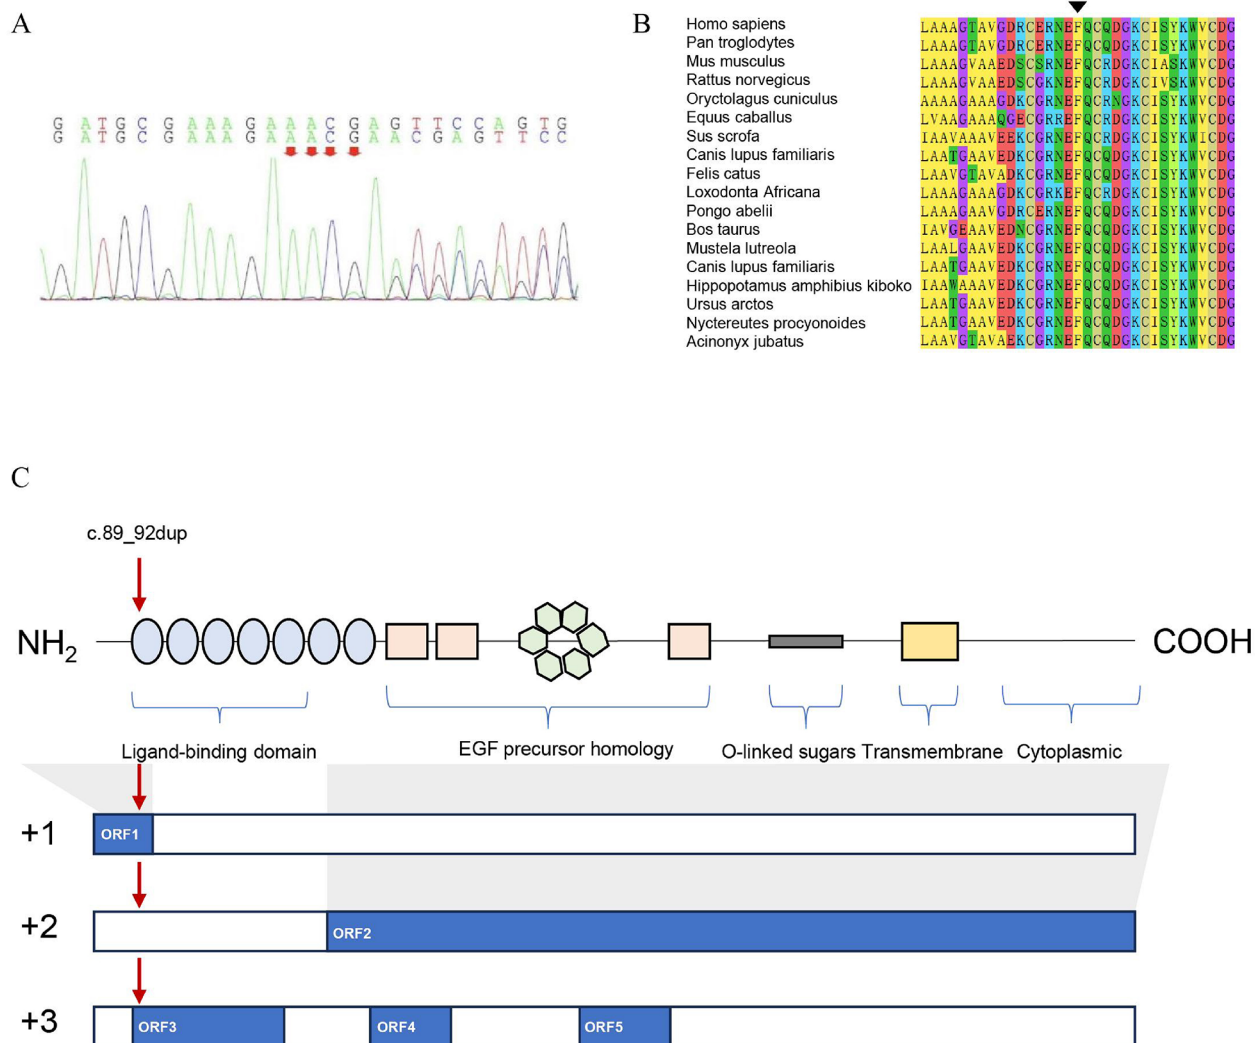 A
G A T G C G A A A G A A A C G A G T T C C A G T G
G A T G C G A A A G A A A C G A A C G A G T T C C
B
Homo sapiens LAAAGTAVGDRCERNEFQCQDGKCISYKWVCDG
Pan troglodytes LAAAGTAVGDRCERNEFQCQDGKCISYKWVCDG
Mus musculus LAAAGVAAEDSCSRNEFQCRDGKCIASKWVCDG
Rattus norvegicus LAAAGVAAEDSCGKNEFQCRDGKCIVSKWVCDG
Oryctolagus cuniculus AAAAGAAAGDKCGRNEFQCRNGKCISYKWVCDG
Equus caballus LVAAGAAAQGECGRREFQCQDGKCISYKWVCDG
Sus scrofa IAAVAAAVEEKCGRNEFQCRDGKCISYKWVCDG
Canis lupus familiaris LAATGAAVEDKCGRNEFQCQDGKCISYKWVCDG
Felis catus LAAVGTAVADKCGRNEFQCQDGKCISYKWVCDG
Loxodonta Africana LAAAGAAAGDKCGRKEFQCRDGKCISYKWVCDG
Pongo abelii LAAAGAAVGDRCERNEFQCQDGKCISYKWVCDG
Bos taurus IAVGEAAVEDNCGRNEFQCRDGKCISYKWVCDG
Mustela lutreola LAALGAAVEDKCGRNEFQCQDGKCISYKWVCDG
Canis lupus familiaris LAATGAAVEDKCGRNEFQCQDGKCISYKWVCDG
Hippopotamus amphibius kiboko IAAWAAAVEDKCGRNEFQCQDGKCISYKWVCDG
Ursus arctos LAATGAAVEDKCGRNEFQCQDGKCISYKWVCDG
Nyctereutes procyonoides LAATGAAVEDKCGRNEFQCQDGKCISYKWVCDG
Acinonyx jubatus LAAVGTAVAEKCGRNEFQCQDGKCISYKWVCDG
C
c.89_92dup
NH2 COOH
Ligand-binding domain EGF precursor homology O-linked sugars Transmembrane Cytoplasmic
+1 ORF1
+2 ORF2
+3 ORF3 ORF4 ORF5